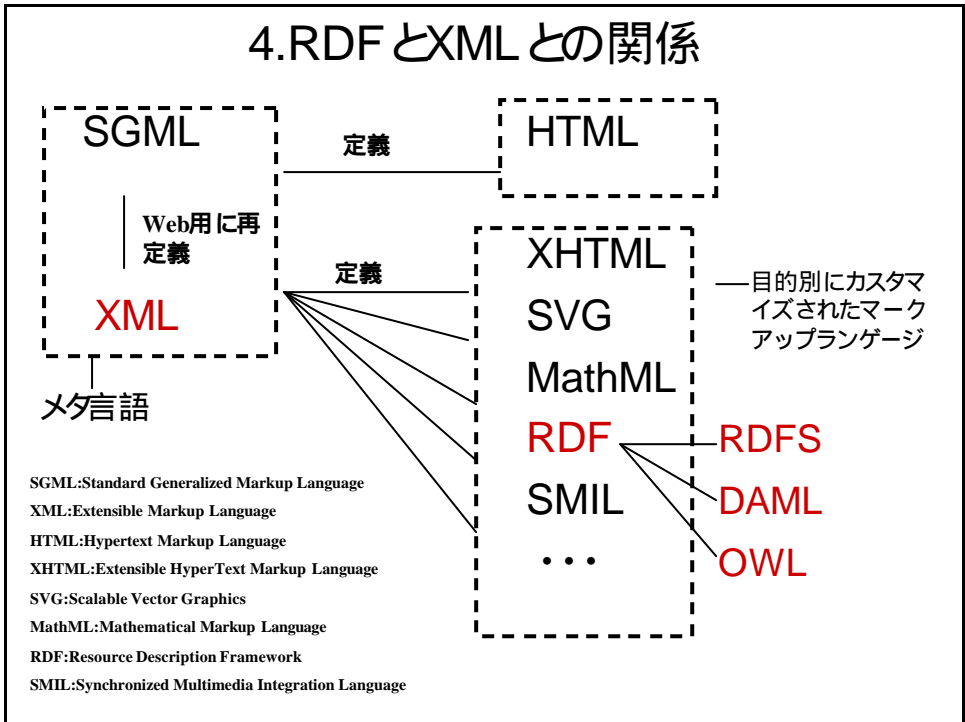 4.RDFとXMLとの関係
SGML
定義
HTML
Web用に再
定義
XML
メタ言語
定義
XHTML
SVG
MathML
RDF
SMIL
・・・
目的別にカスタマ
イズされたマーク
アップランゲージ
RDFS
DAML
OWL
SGML:Standard Generalized Markup Language
XML:Extensible Markup Language
HTML:Hypertext Markup Language
XHTML:Extensible HyperText Markup Language
SVG:Scalable Vector Graphics
MathML:Mathematical Markup Language
RDF:Resource Description Framework
SMIL:Synchronized Multimedia Integration Language